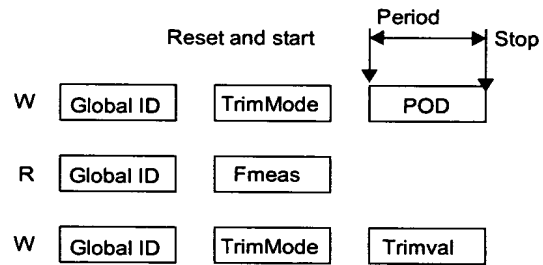 Period
Reset and start
Stop
W Global ID TrimMode POD
R Global ID Fmeas
W Global ID TrimMode Trimval